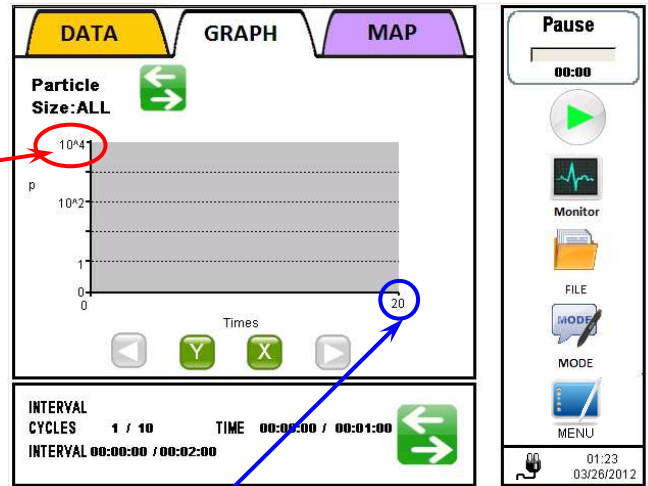 DATA
GRAPH
MAP
Particle
Size:ALL
10^4
p
10^2
1
0
0
20
Times
Y
X
INTERVAL
CYCLES 1 / 10 TIME 00:00:00 / 00:01:00
INTERVAL 00:00:00 / 00:02:00
Pause
00:00
Monitor
FILE
MODE
MODE
MENU
01:23
03/26/2012